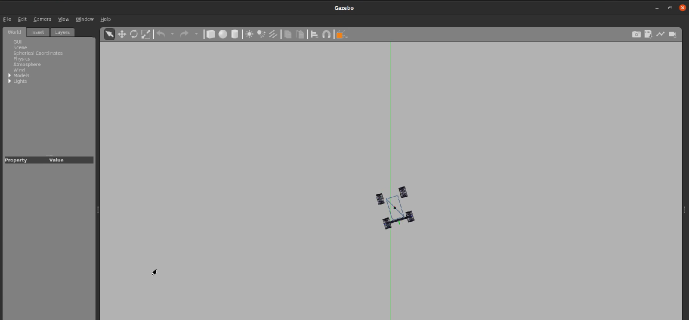 Gazebo
File Edit Camera View Window Help
World Insert Layers
GUI
Scene
Spherical Coordinates
Physics
Atmosphere
Wind
Models
Lights
Property Value